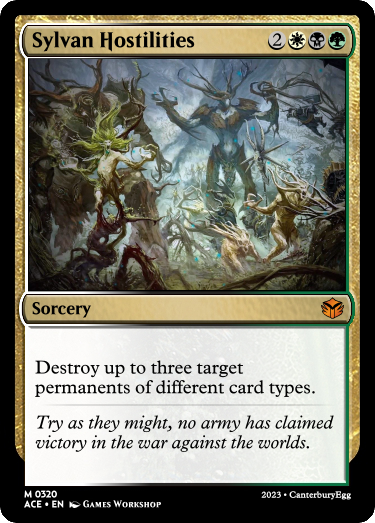 Sylvan Hostilities 2
Sorcery
Destroy up to three target
permanents of different card types.
Try as they might, no army has claimed
victory in the war against the worlds.
M 0320
ACE • EN Games Workshop 2023 • CanterburyEgg